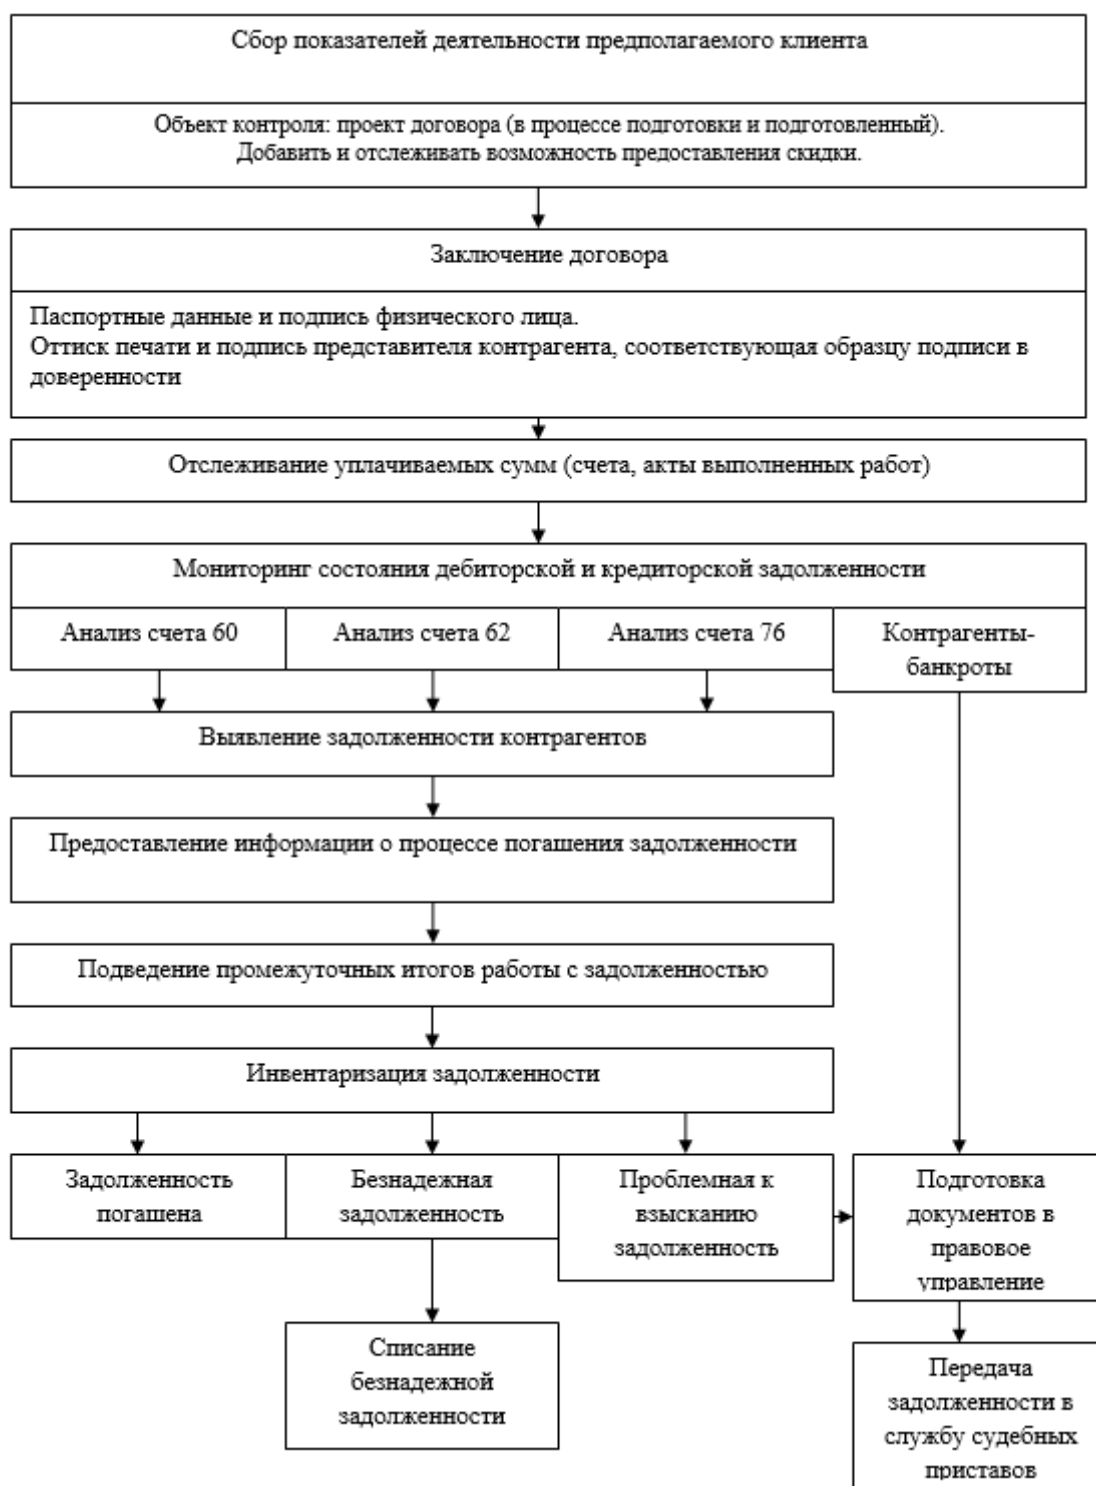 Сбор показателей деятельности предполагаемого клиента
Объект контроля: проект договора (в процессе подготовки и подготовленный).
Добавить и отслеживать возможность предоставления скидки.
Заключение договора
Паспортные данные и подпись физического лица.
Оттиск печати и подпись представителя контрагента, соответствующая образцу подписи в
доверенности
Отслеживание уплачиваемых сумм (счета, акты выполненных работ)
Мониторинг состояния дебиторской и кредиторской задолженности
Анализ счета 60
Анализ счета 62
Анализ счета 76
Контрагенты-
банкроты
Выявление задолженности контрагентов
Предоставление информации о процессе погашения задолженности
Подведение промежуточных итогов работы с задолженностью
Инвентаризация задолженности
Задолженность
погашена
Безнадежная
задолженность
Проблемная к
взысканию
задолженность
Подготовка
документов в
правовое
управление
Списание
безнадежной
задолженности
Передача
задолженности в
службу судебных
приставов